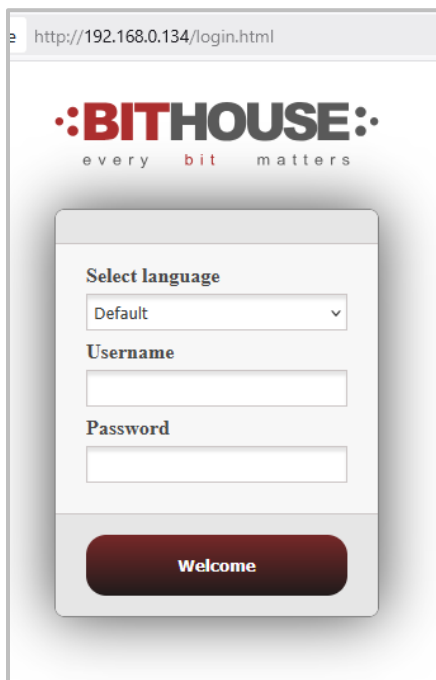 http://192.168.0.134/login.html
BITHOUSE
every bit matters
Select language
Default
Username
Password
Welcome